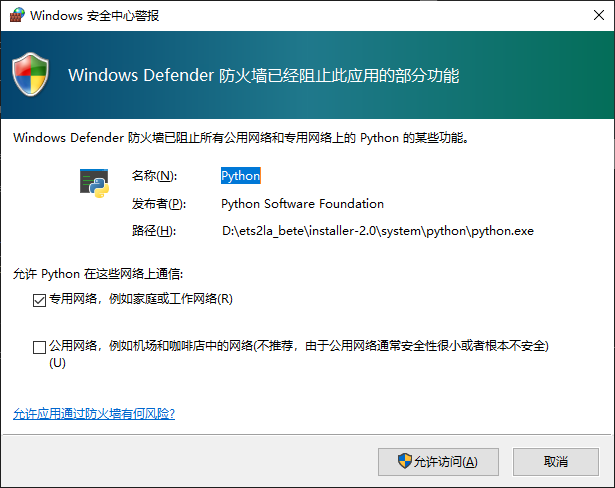 Windows 安全中心警报
Windows Defender 防火墙已经阻止此应用的部分功能
Windows Defender 防火墙已阻止所有公用网络和专用网络上的 Python 的某些功能。
名称(N): Python
发布者(P): Python Software Foundation
路径(H): D:\ets2la_bete\installer-2.0\system\python\python.exe
允许 Python 在这些网络上通信:
专用网络，例如家庭或工作网络(R)
公用网络，例如机场和咖啡店中的网络(不推荐，由于公用网络通常安全性很小或者根本不安全)
(U)
允许应用通过防火墙有何风险?
允许访问(A) 取消